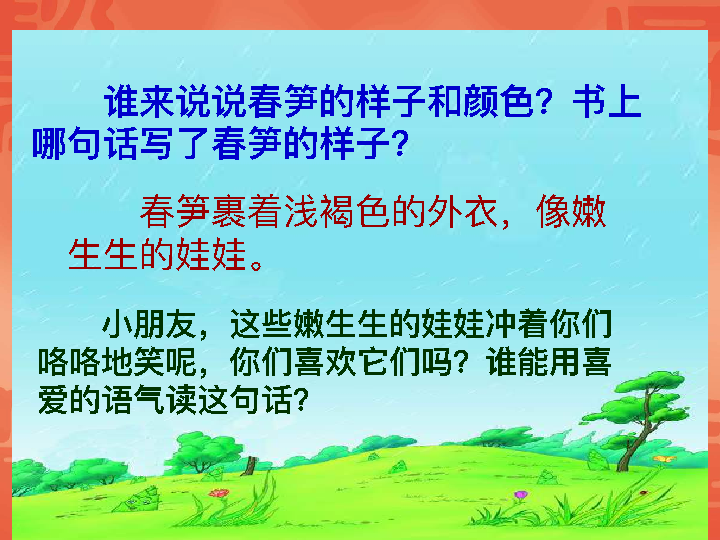 谁来说说春笋的样子和颜色？书上
哪句话写了春笋的样子？
春笋裹着浅褐色的外衣，像嫩
生生的娃娃。
小朋友，这些嫩生生的娃娃冲着你们
咯咯地笑呢，你们喜欢它们吗？谁能用喜
爱的语气读这句话？